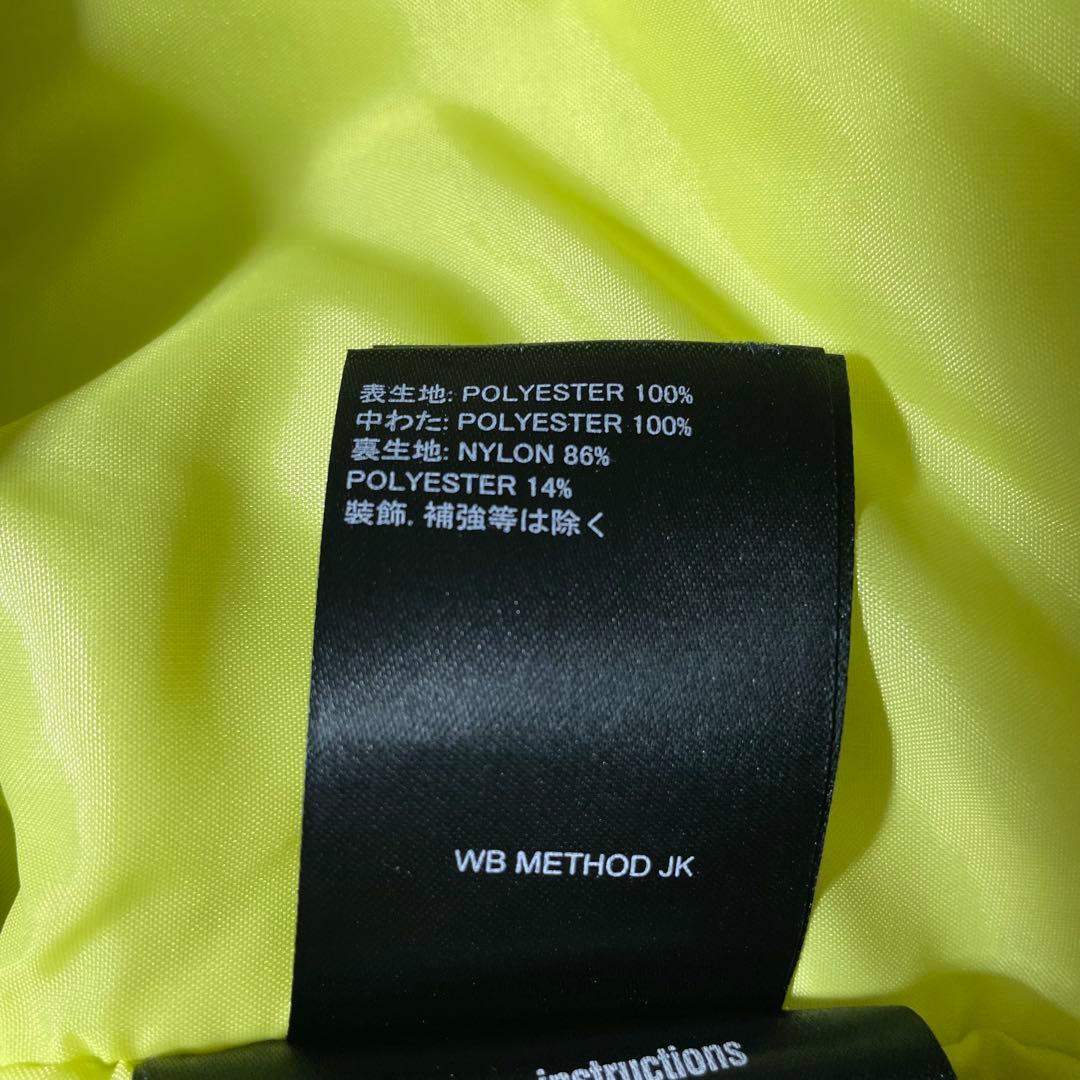 表生地: POLYESTER 100%
中わた: POLYESTER 100%
裏生地: NYLON 86%
POLYESTER 14%
装飾. 補強等は除く
WB METHOD JK
instructions